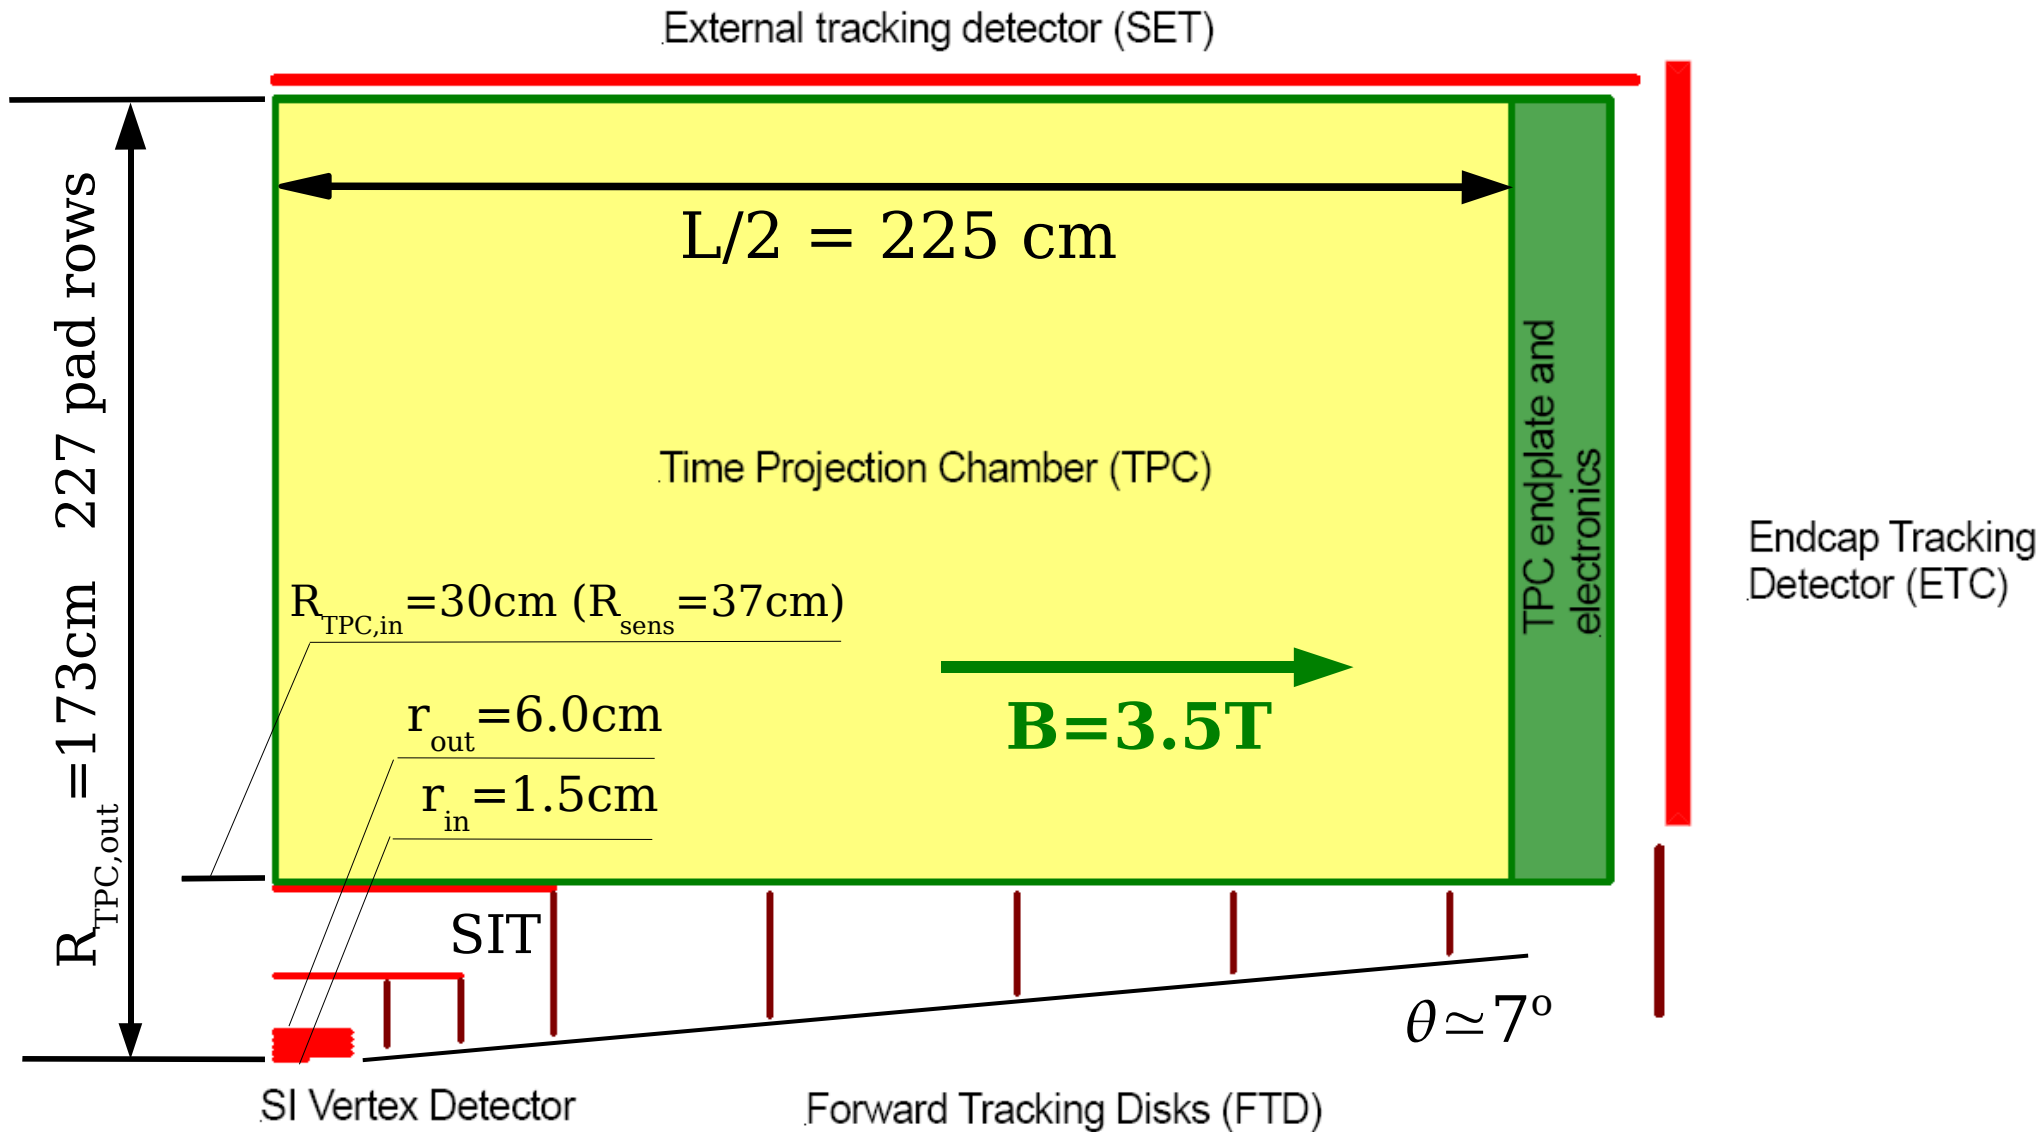 External tracking detector (SET)
R_TPC,out=173cm 227 pad rows
L/2 = 225 cm
Time Projection Chamber (TPC)
TPC endplate and
electronics
Endcap Tracking
Detector (ETC)
R_TPC,in=30cm (R_sens=37cm)
B=3.5T
r_out=6.0cm
r_in=1.5cm
SIT
θ≃7º
SI Vertex Detector
Forward Tracking Disks (FTD)